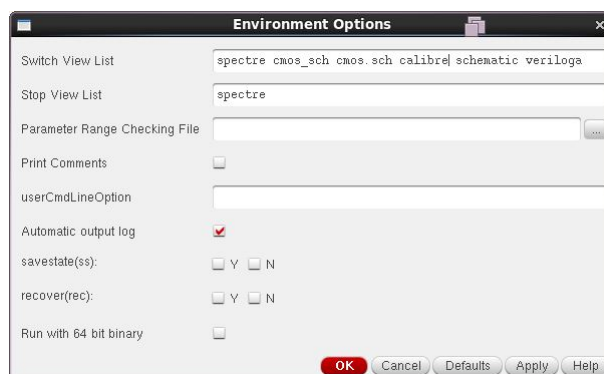 Environment Options
Switch View List spectre cmos_sch cmos.sch calibre schematic veriloga
Stop View List spectre
Parameter Range Checking File ...
Print Comments
userCmdLineOption
Automatic output log
savestate(ss): Y N
recover(rec): Y N
Run with 64 bit binary
OK Cancel Defaults Apply Help